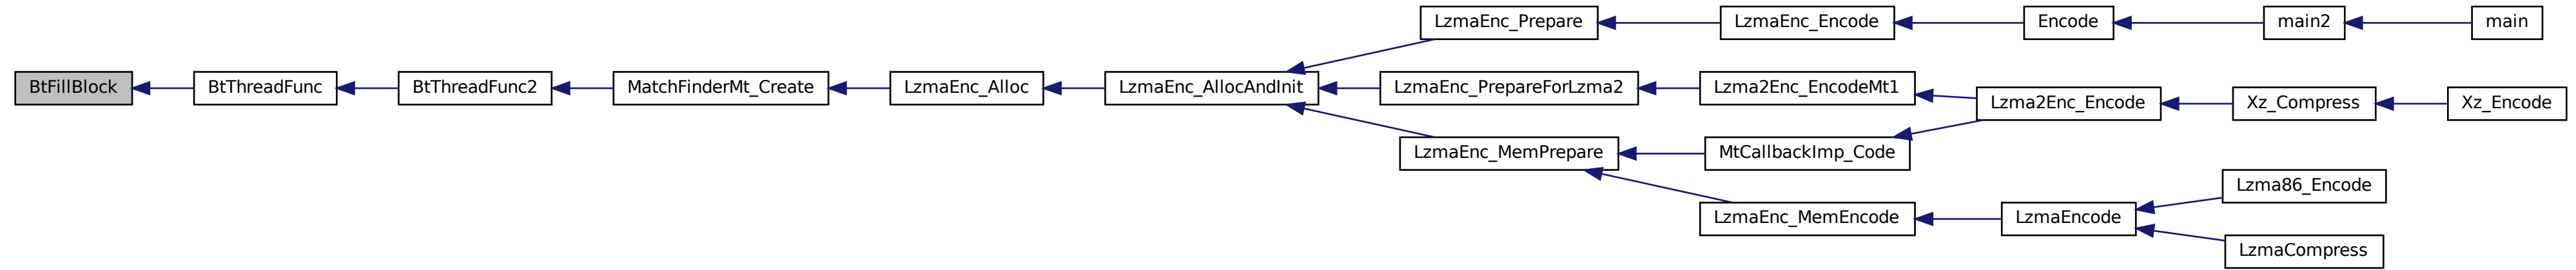 BtFillBlock
BtThreadFunc
BtThreadFunc2
MatchFinderMt_Create
LzmaEnc_Alloc
LzmaEnc_AllocAndInit
LzmaEnc_Prepare
LzmaEnc_Encode
Encode
main2
main
LzmaEnc_PrepareForLzma2
Lzma2Enc_EncodeMt1
Lzma2Enc_Encode
Xz_Compress
Xz_Encode
LzmaEnc_MemPrepare
MtCallbackImp_Code
LzmaEnc_MemEncode
LzmaEncode
Lzma86_Encode
LzmaCompress